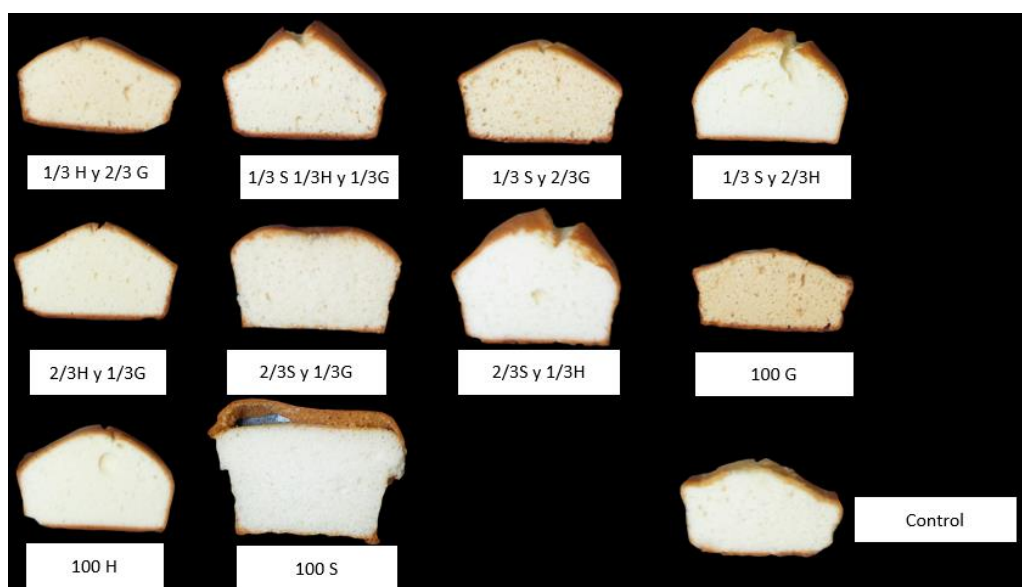 1/3 H y 2/3 G
1/3 S 1/3H y 1/3G
1/3 S y 2/3G
1/3 S y 2/3H
2/3H y 1/3G
2/3S y 1/3G
2/3S y 1/3H
100 G
100 H
100 S
Control